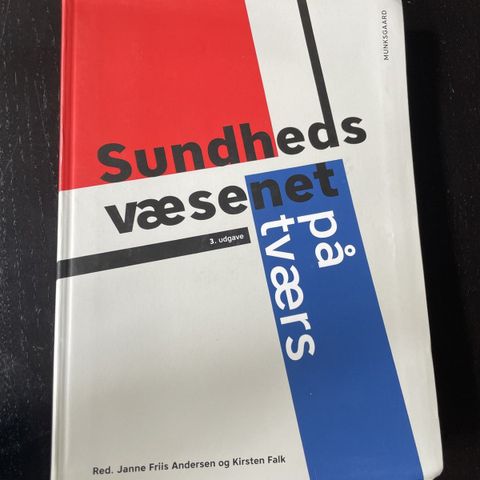 MUNKSGAARD
Sundheds
væsenet
på
tværs
3. udgave
Red. Janne Friis Andersen og Kirsten Falk